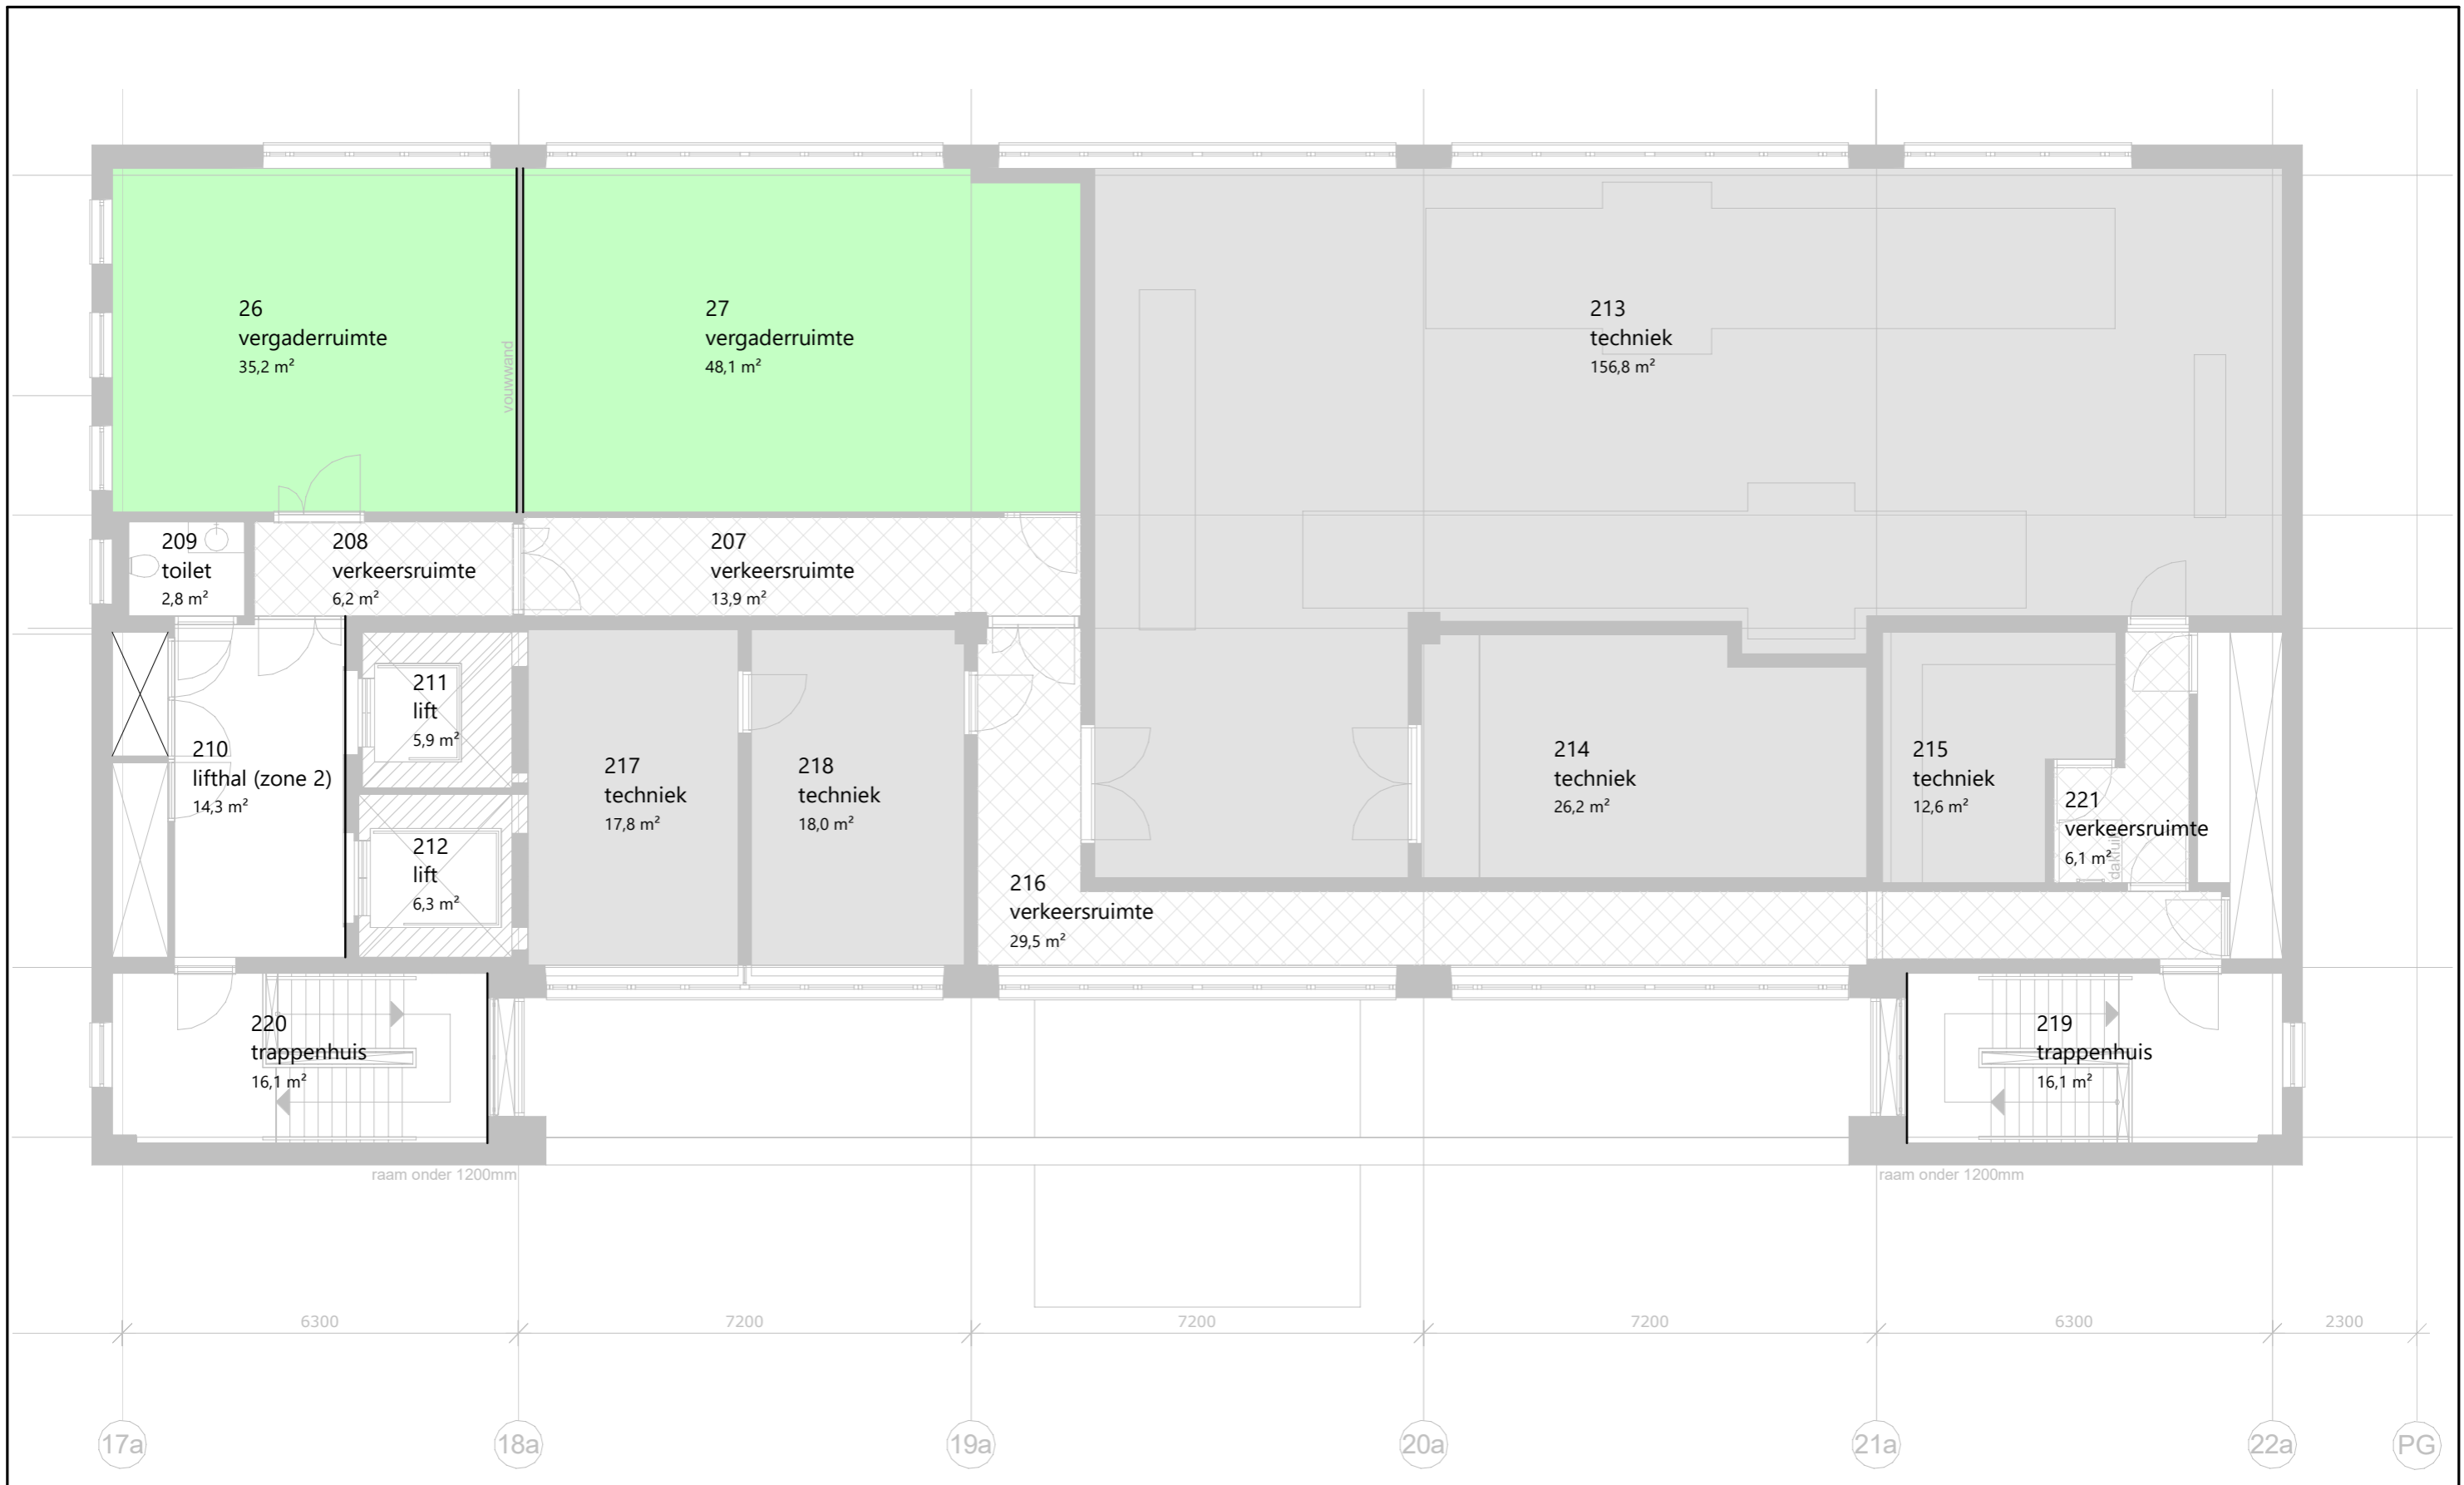 26
vergaderruimte
35,2 m²
vouwwand
27
vergaderruimte
48,1 m²
213
techniek
156,8 m²
209
toilet
2,8 m²
208
verkeersruimte
6,2 m²
207
verkeersruimte
13,9 m²
210
lifthal (zone 2)
14,3 m²
211
lift
5,9 m²
212
lift
6,3 m²
217
techniek
17,8 m²
218
techniek
18,0 m²
216
verkeersruimte
29,5 m²
214
techniek
26,2 m²
215
techniek
12,6 m²
221
verkeersruimte
6,1 m²
dakluik
220
trappenhuis
16,1 m²
219
trappenhuis
16,1 m²
raam onder 1200mm
raam onder 1200mm
6300
7200
7200
7200
6300
2300
17a
18a
19a
20a
21a
22a
PG